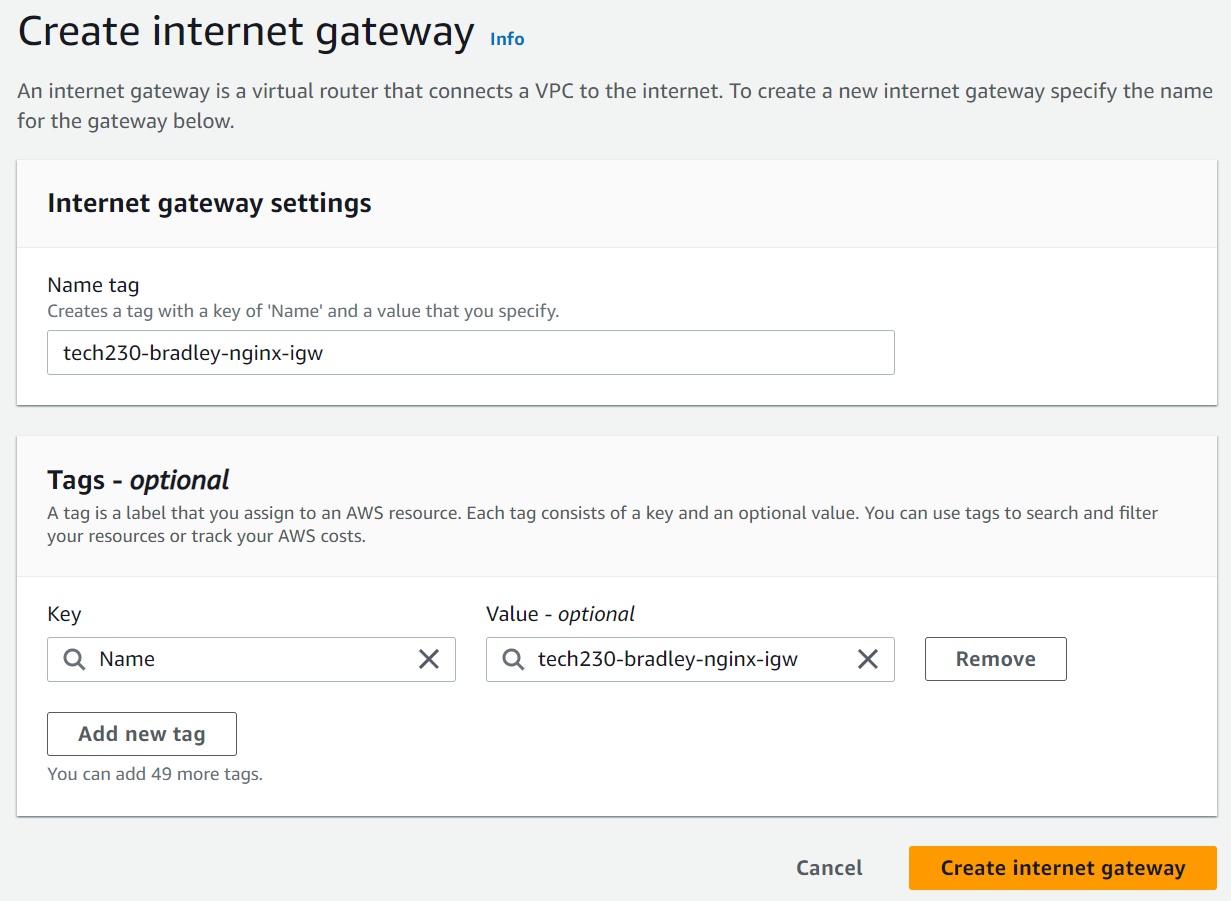 Create internet gateway Info
An internet gateway is a virtual router that connects a VPC to the internet. To create a new internet gateway specify the name
for the gateway below.
Internet gateway settings
Name tag
Creates a tag with a key of 'Name' and a value that you specify.
tech230-bradley-nginx-igw
Tags - optional
A tag is a label that you assign to an AWS resource. Each tag consists of a key and an optional value. You can use tags to search and filter
your resources or track your AWS costs.
Key Value - optional
Name tech230-bradley-nginx-igw Remove
Add new tag
You can add 49 more tags.
Cancel Create internet gateway